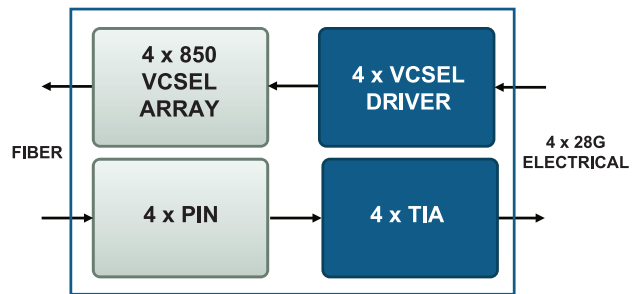 4 x 850
VCSEL
ARRAY
4 x VCSEL
DRIVER
FIBER
4 x 28G
ELECTRICAL
4 x PIN
4 x TIA